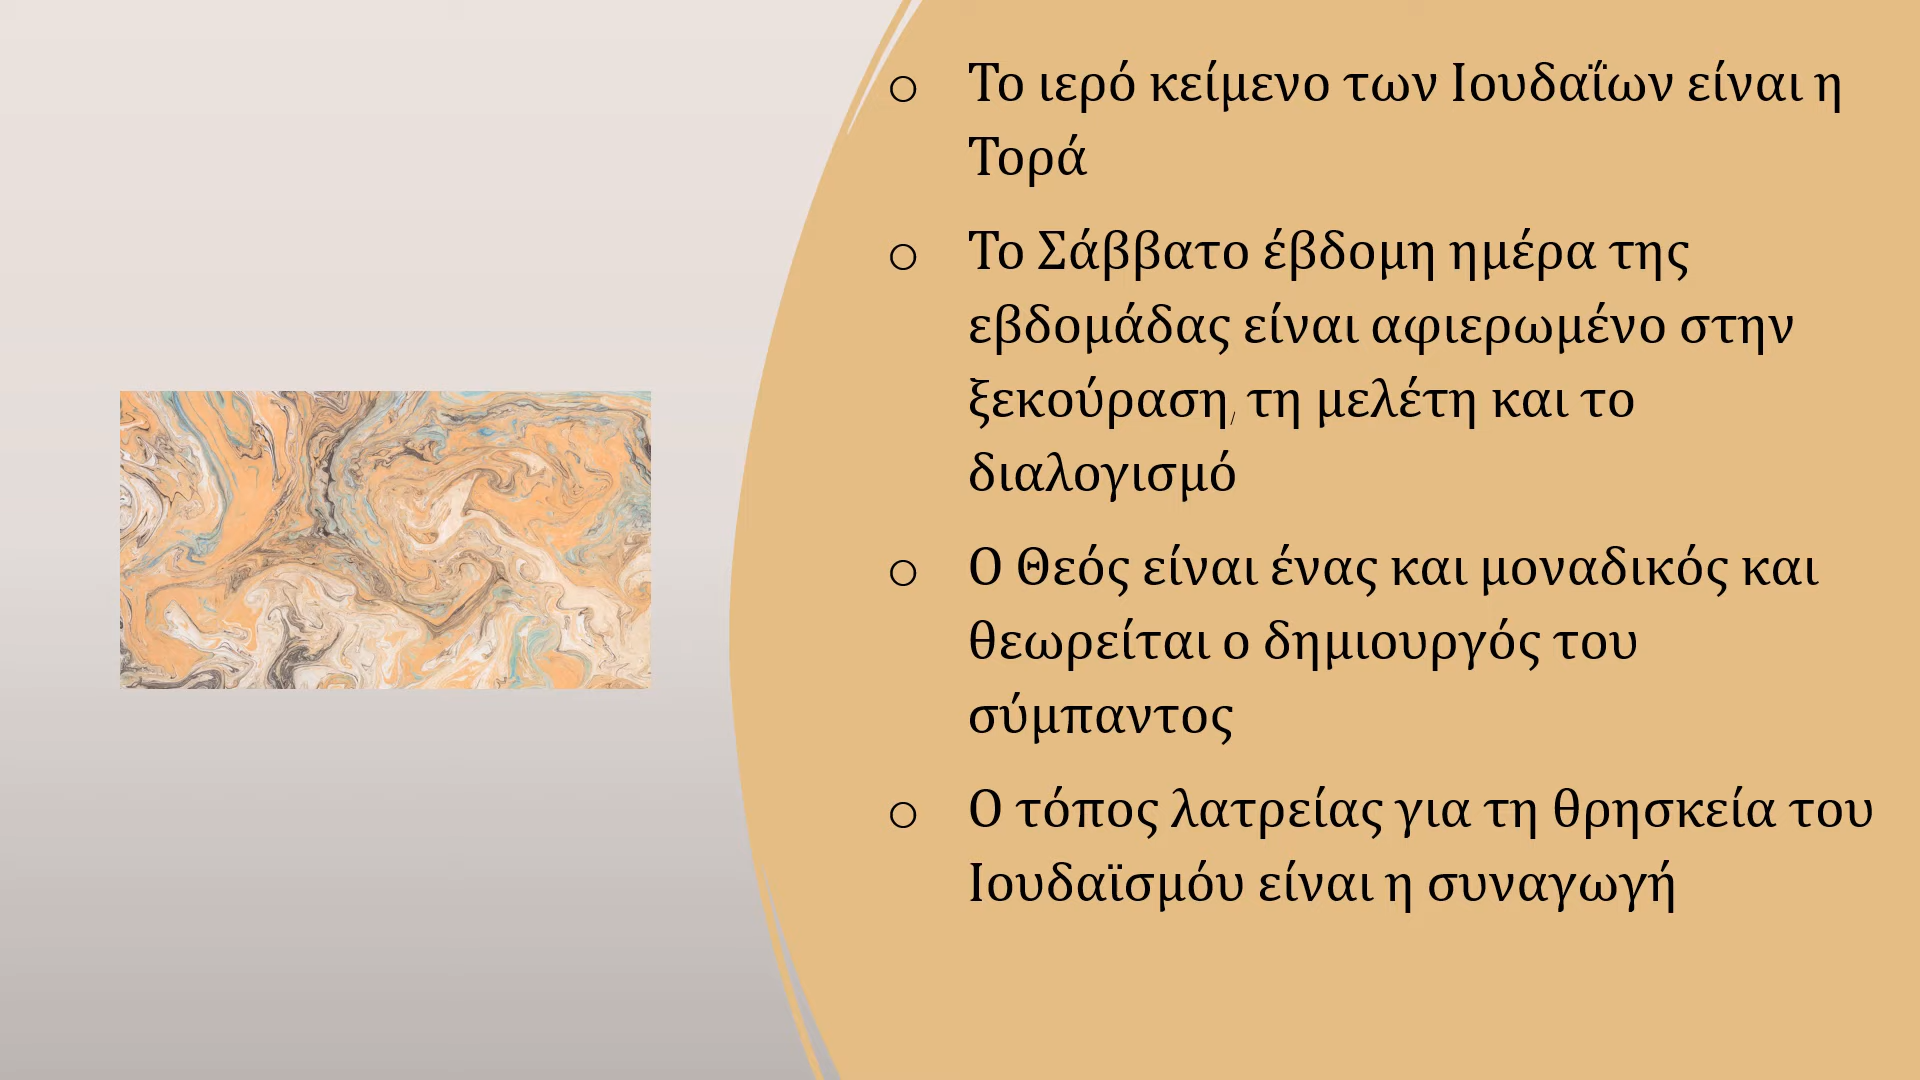 ○ Το ιερό κείμενο των Ιουδαΐων είναι η
Τορά
○ Το Σάββατο έβδομη ημέρα της
εβδομάδας είναι αφιερωμένο στην
ξεκούραση, τη μελέτη και το
διαλογισμό
○ Ο Θεός είναι ένας και μοναδικός και
θεωρείται ο δημιουργός του
σύμπαντος
○ Ο τόπος λατρείας για τη θρησκεία του
Ιουδαϊσμόυ είναι η συναγωγή